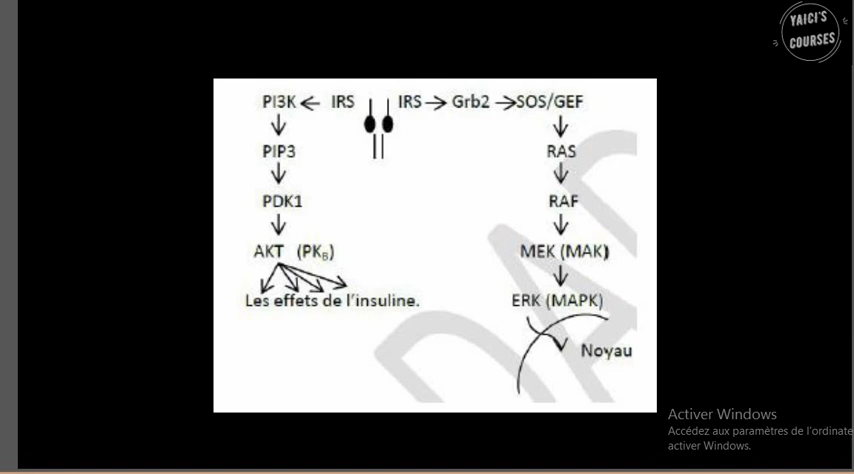 YAICI'S
COURSES
PI3K IRS IRS Grb2 SOS/GEF
PIP3 RAS
PDK1 RAF
AKT (PKB) MEK (MAK)
Les effets de l'insuline. ERK (MAPK)
Noyau
Activer Windows
Accédez aux paramètres de l'ordinate
activer Windows.